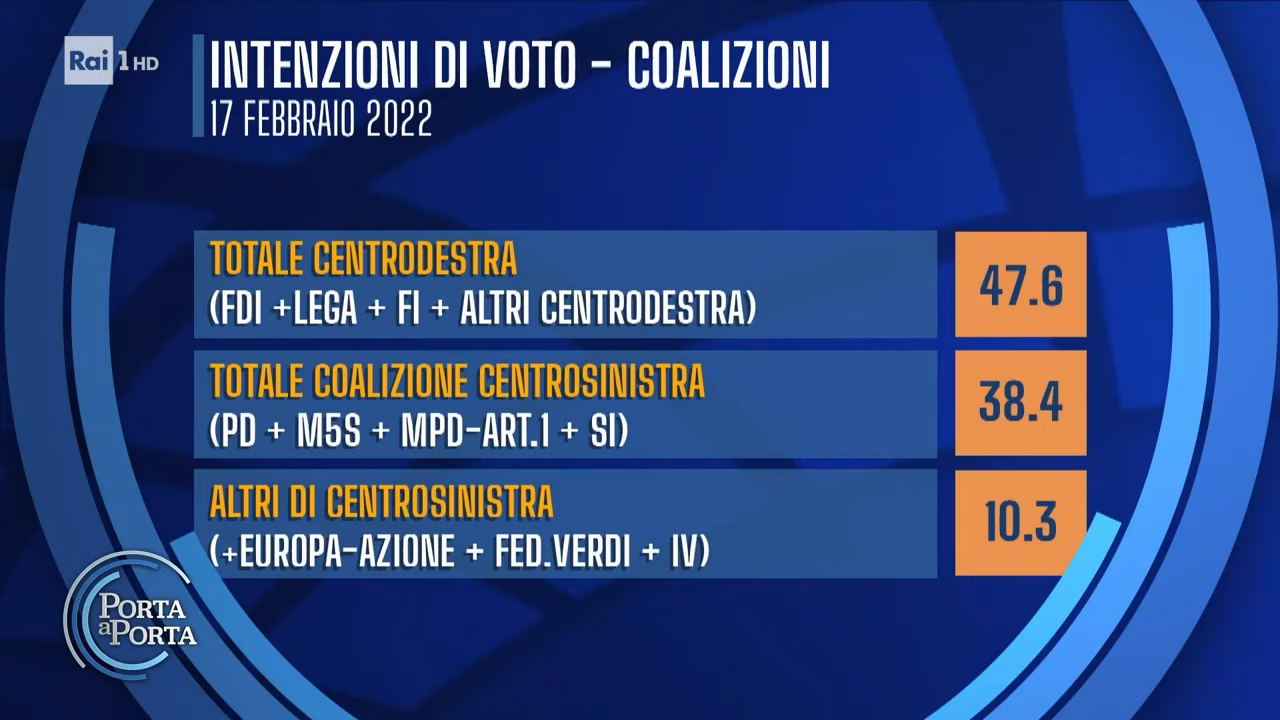 Rai 1 HD
INTENZIONI DI VOTO - COALIZIONI
17 FEBBRAIO 2022
TOTALE CENTRODESTRA
(FDI +LEGA + FI + ALTRI CENTRODESTRA)
47.6
TOTALE COALIZIONE CENTROSINISTRA
(PD + M5S + MPD-ART.1 + SI)
38.4
ALTRI DI CENTROSINISTRA
(+EUROPA-AZIONE + FED.VERDI + IV)
10.3
PORTA
a PORTA